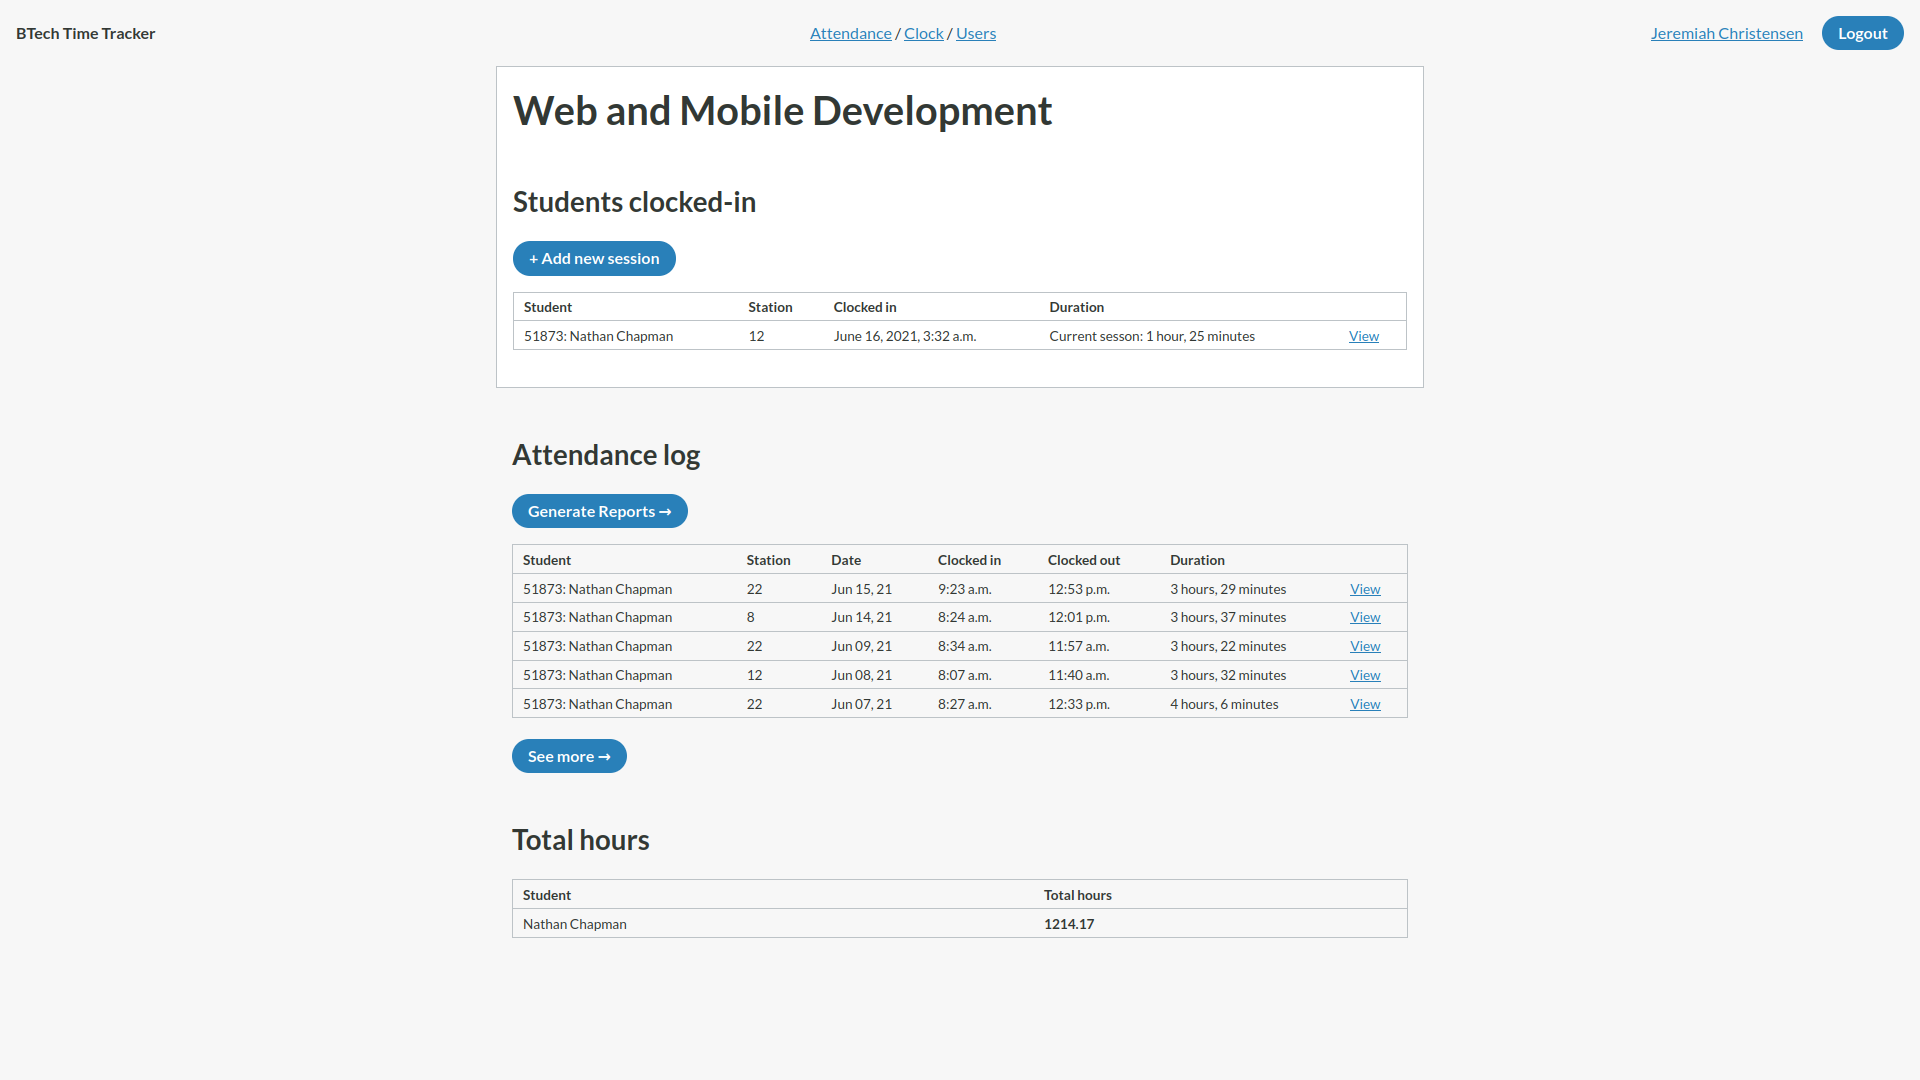 BTech Time Tracker Attendance / Clock / Users Jeremiah Christensen Logout
Web and Mobile Development
Students clocked-in
+ Add new session
Student Station Clocked in Duration
51873: Nathan Chapman 12 June 16, 2021, 3:32 a.m. Current sesson: 1 hour, 25 minutes View
Attendance log
Generate Reports →
Student Station Date Clocked in Clocked out Duration
51873: Nathan Chapman 22 Jun 15, 21 9:23 a.m. 12:53 p.m. 3 hours, 29 minutes View
51873: Nathan Chapman 8 Jun 14, 21 8:24 a.m. 12:01 p.m. 3 hours, 37 minutes View
51873: Nathan Chapman 22 Jun 09, 21 8:34 a.m. 11:57 a.m. 3 hours, 22 minutes View
51873: Nathan Chapman 12 Jun 08, 21 8:07 a.m. 11:40 a.m. 3 hours, 32 minutes View
51873: Nathan Chapman 22 Jun 07, 21 8:27 a.m. 12:33 p.m. 4 hours, 6 minutes View
See more →
Total hours
Student Total hours
Nathan Chapman 1214.17